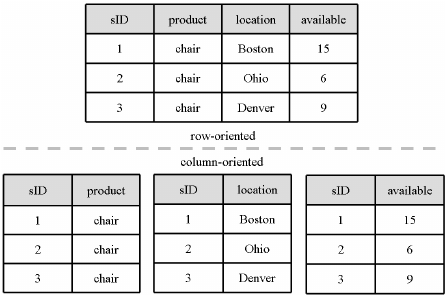 sID product location available
1 chair Boston 15
2 chair Ohio 6
3 chair Denver 9
row-oriented
column-oriented
sID product sID location sID available
1 chair 1 Boston 1 15
2 chair 2 Ohio 2 6
3 chair 3 Denver 3 9